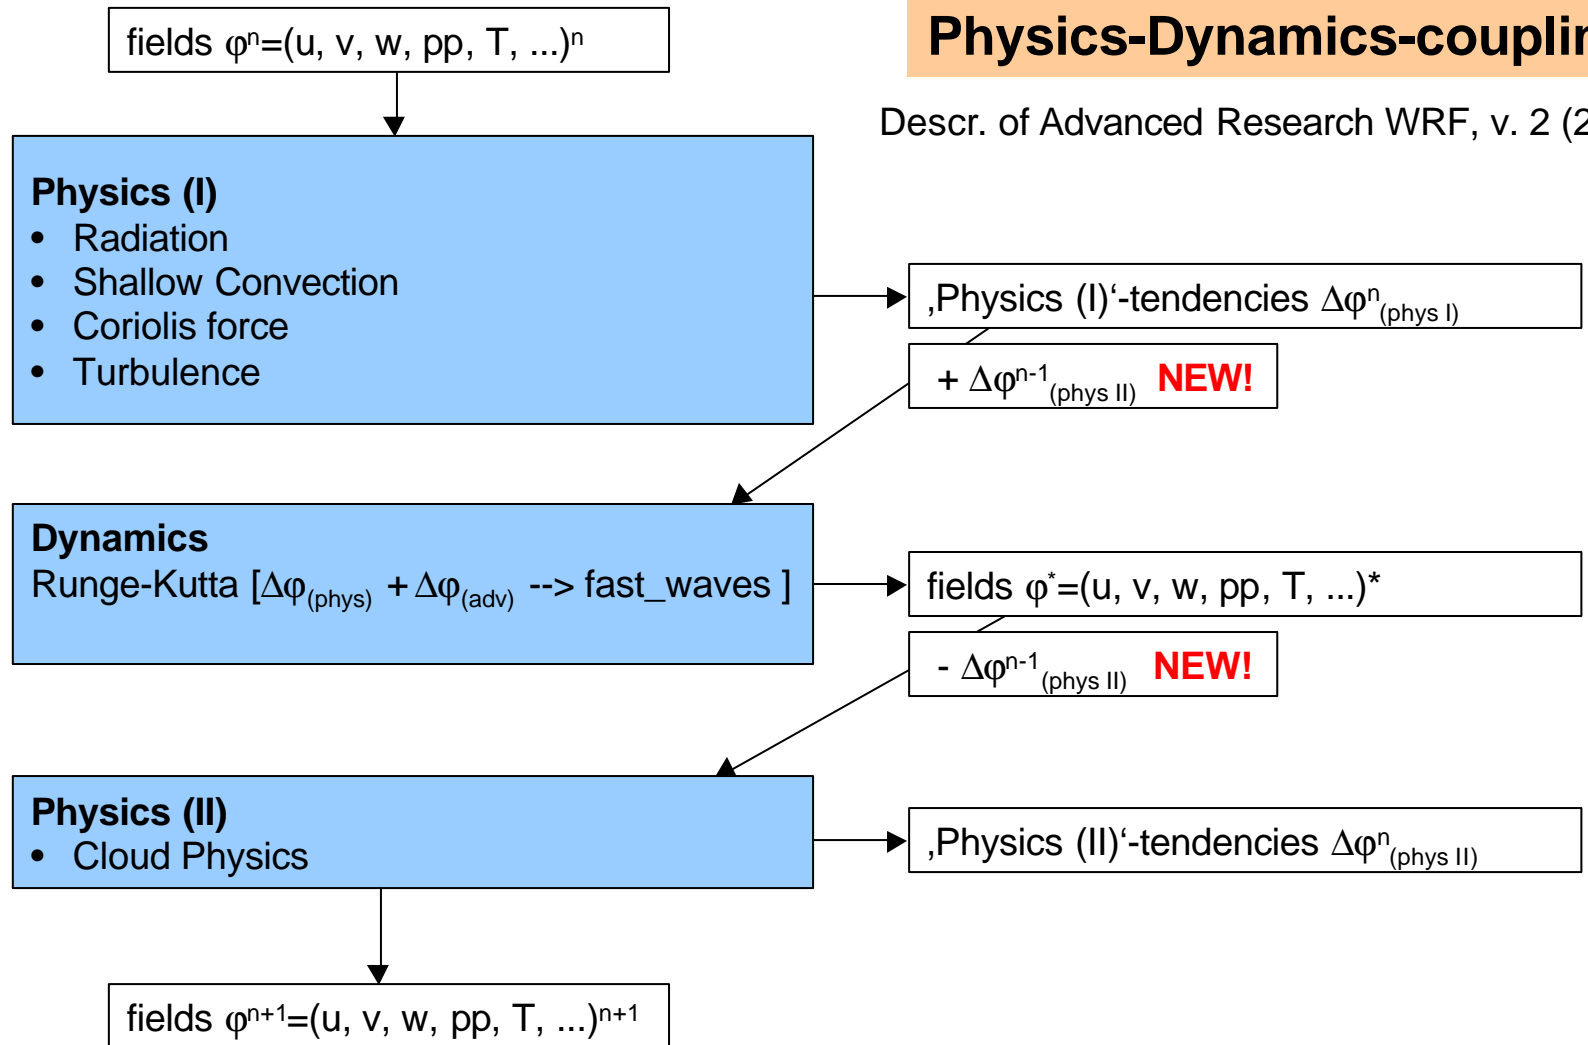 fields φⁿ=(u, v, w, pp, T, ...)ⁿ
Physics-Dynamics-couplin
Descr. of Advanced Research WRF, v. 2 (2
Physics (I)
• Radiation
• Shallow Convection
• Coriolis force
• Turbulence
‚Physics (I)‘-tendencies Δφⁿ(phys I)
+ Δφⁿ⁻¹(phys II) NEW!
Dynamics
Runge-Kutta [Δφ(phys) + Δφ(adv) --> fast_waves ]
fields φ*=(u, v, w, pp, T, ...)*
- Δφⁿ⁻¹(phys II) NEW!
Physics (II)
• Cloud Physics
‚Physics (II)‘-tendencies Δφⁿ(phys II)
fields φⁿ⁺¹=(u, v, w, pp, T, ...)ⁿ⁺¹